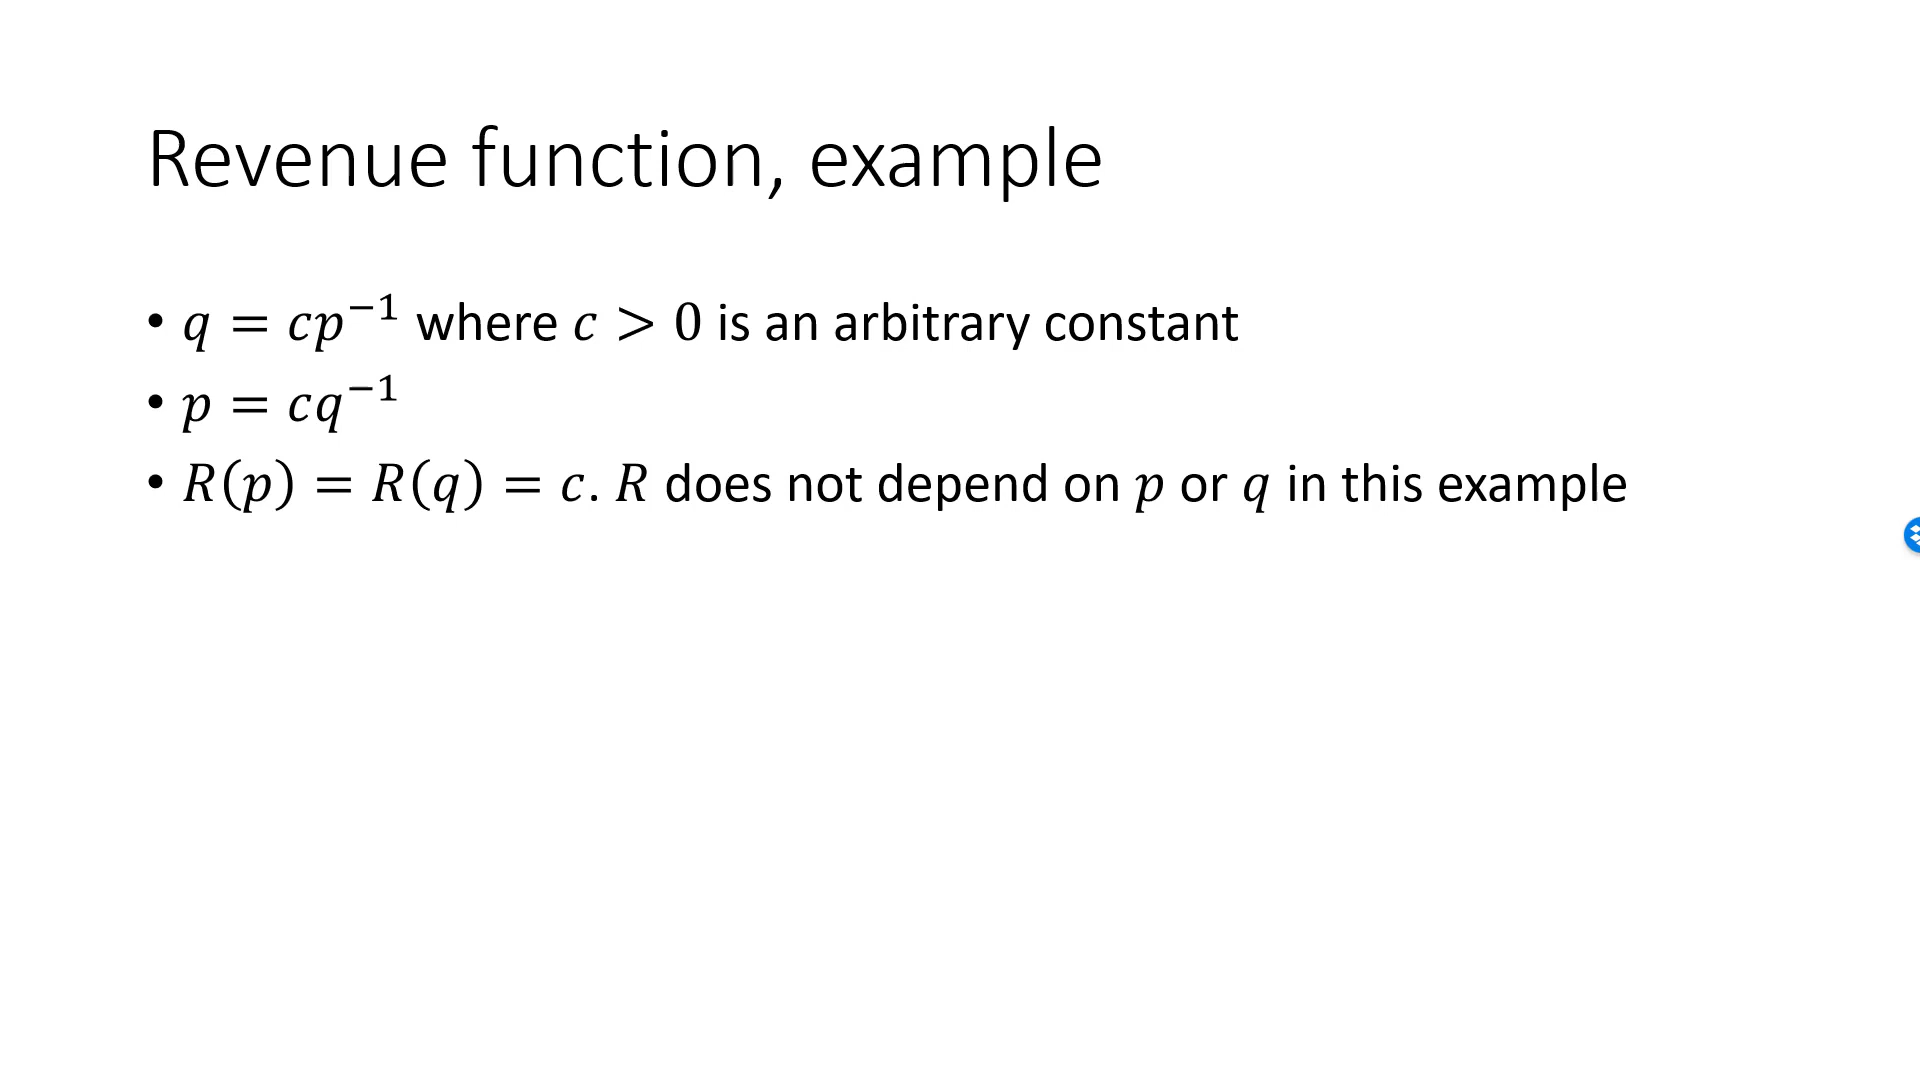 Revenue function, example
• q = cp⁻¹ where c > 0 is an arbitrary constant
• p = cq⁻¹
• R(p) = R(q) = c. R does not depend on p or q in this example